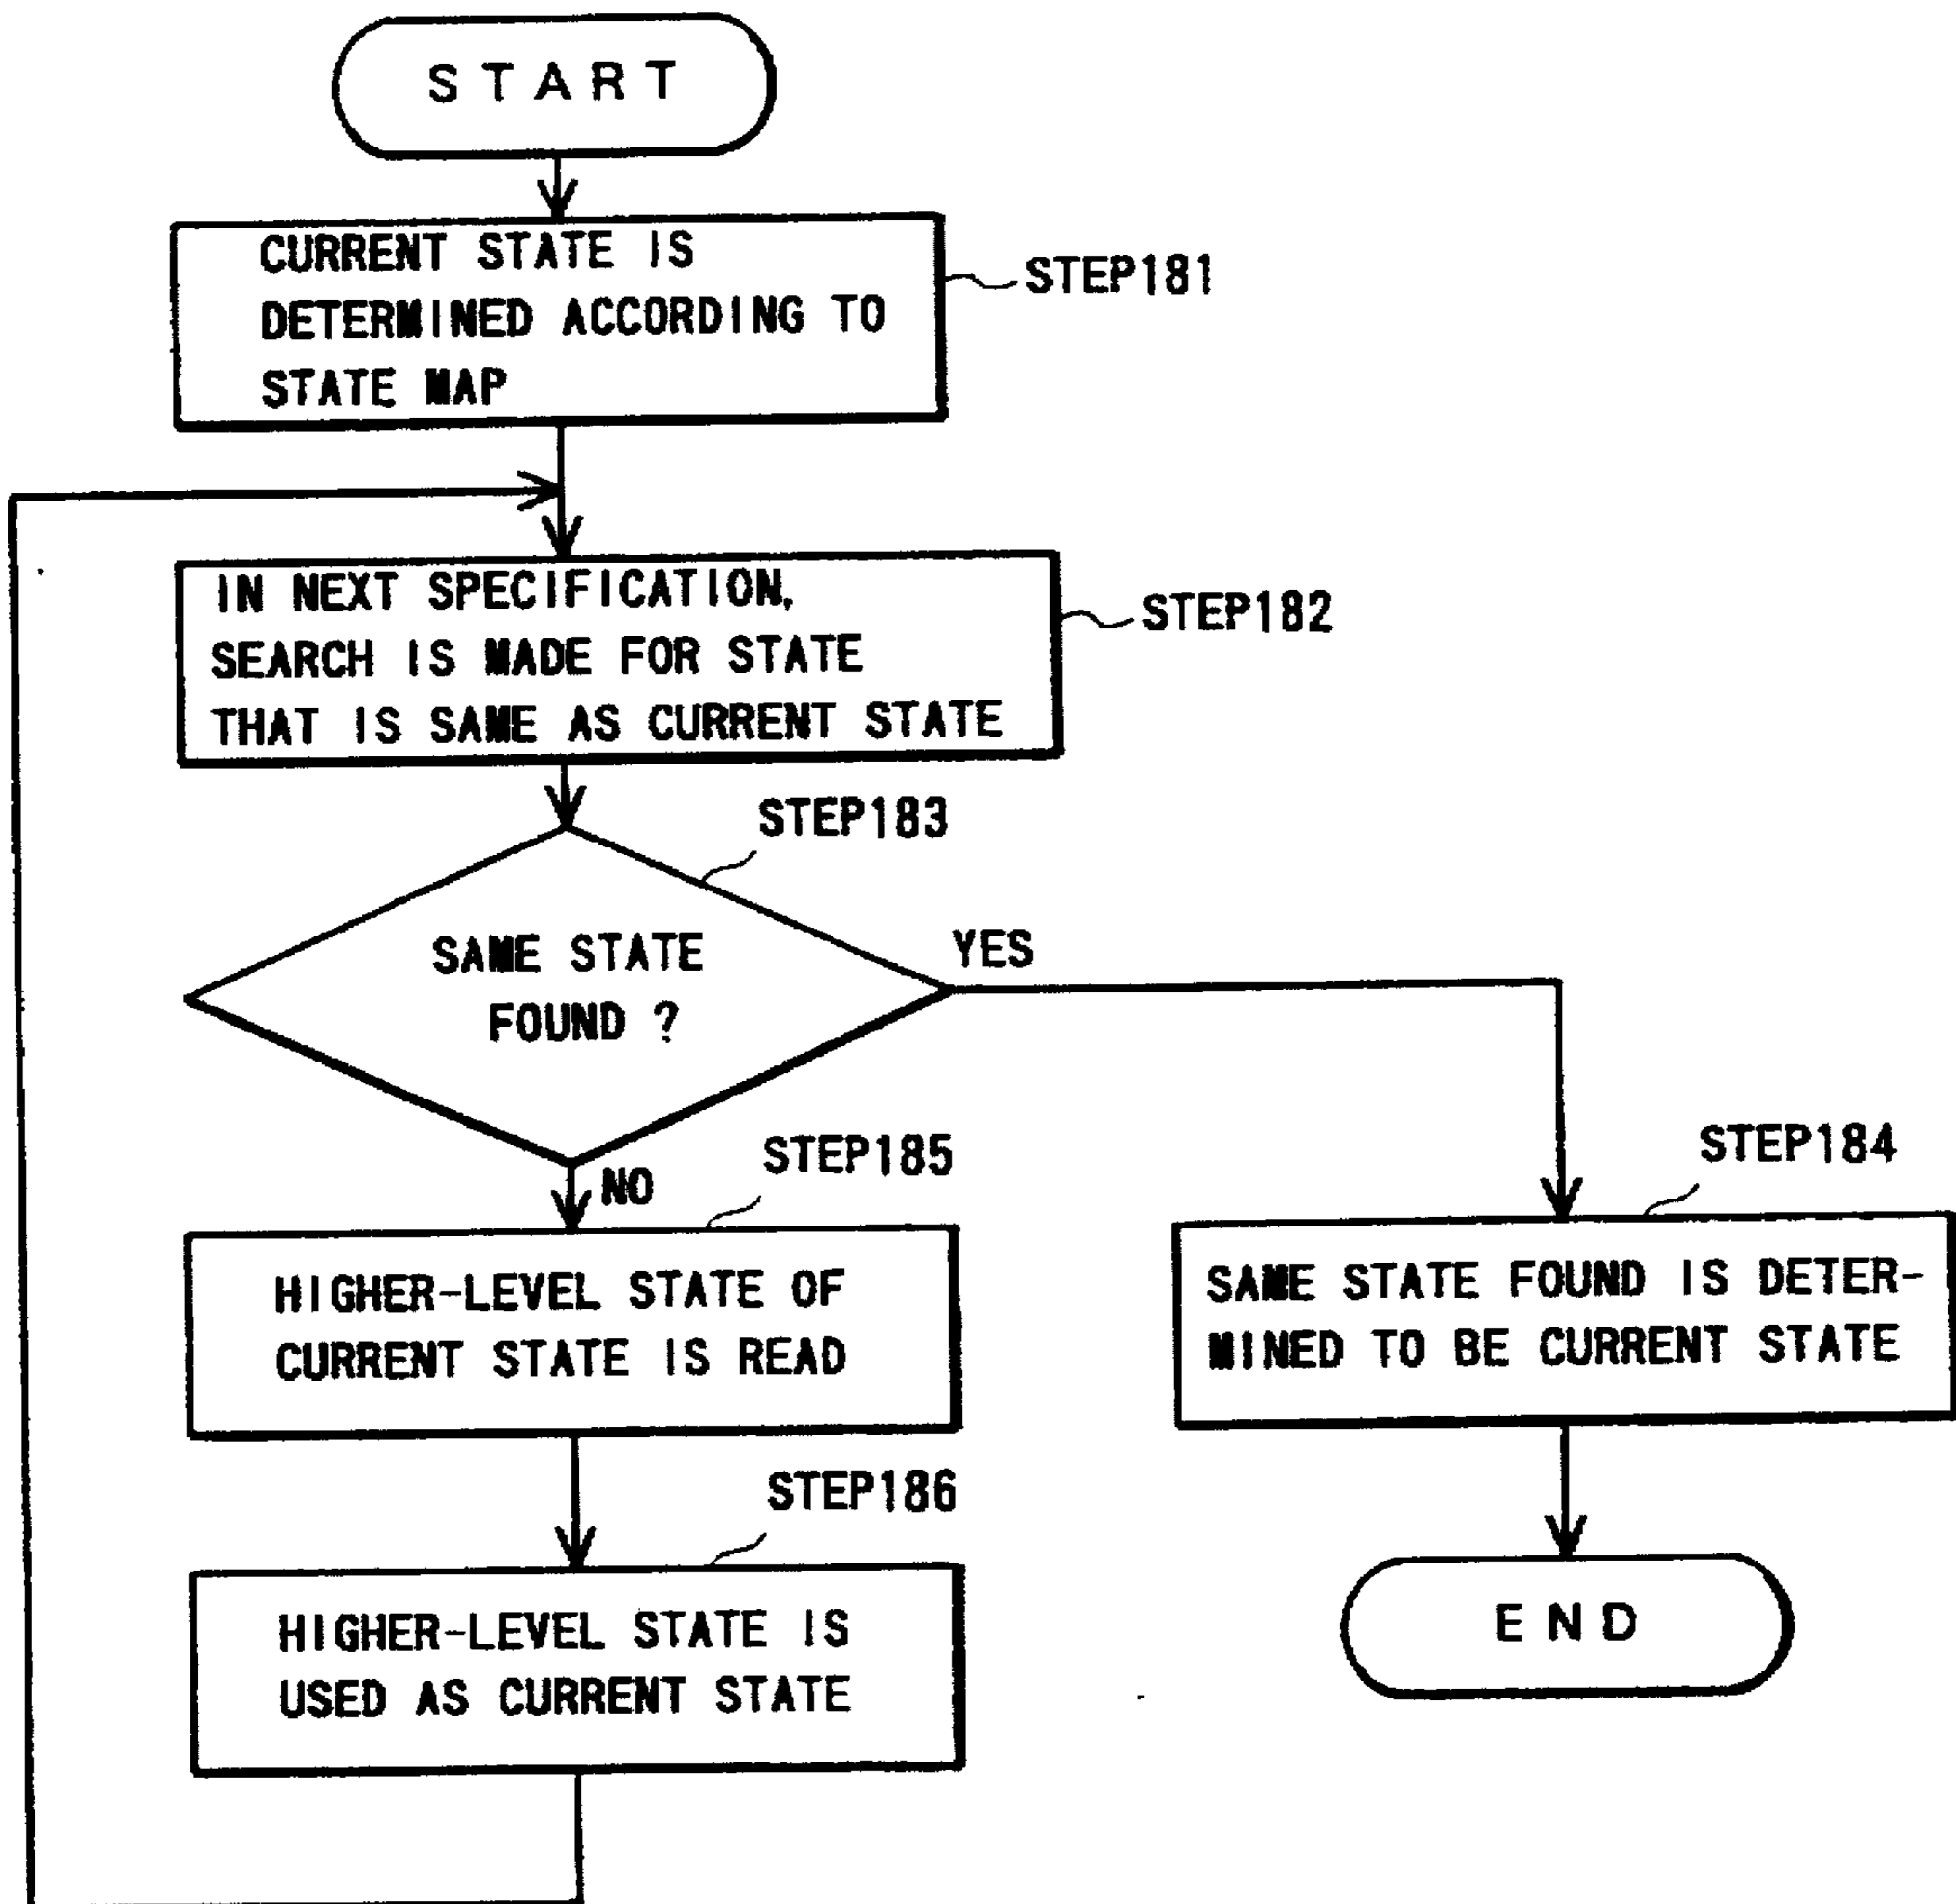 START
CURRENT STATE IS
DETERMINED ACCORDING TO
STATE MAP
STEP181
IN NEXT SPECIFICATION,
SEARCH IS MADE FOR STATE
THAT IS SAME AS CURRENT STATE
STEP182
STEP183
SAME STATE
FOUND ?
YES
NO
STEP185
HIGHER-LEVEL STATE OF
CURRENT STATE IS READ
STEP184
SAME STATE FOUND IS DETER-
MINED TO BE CURRENT STATE
STEP186
HIGHER-LEVEL STATE IS
USED AS CURRENT STATE
END